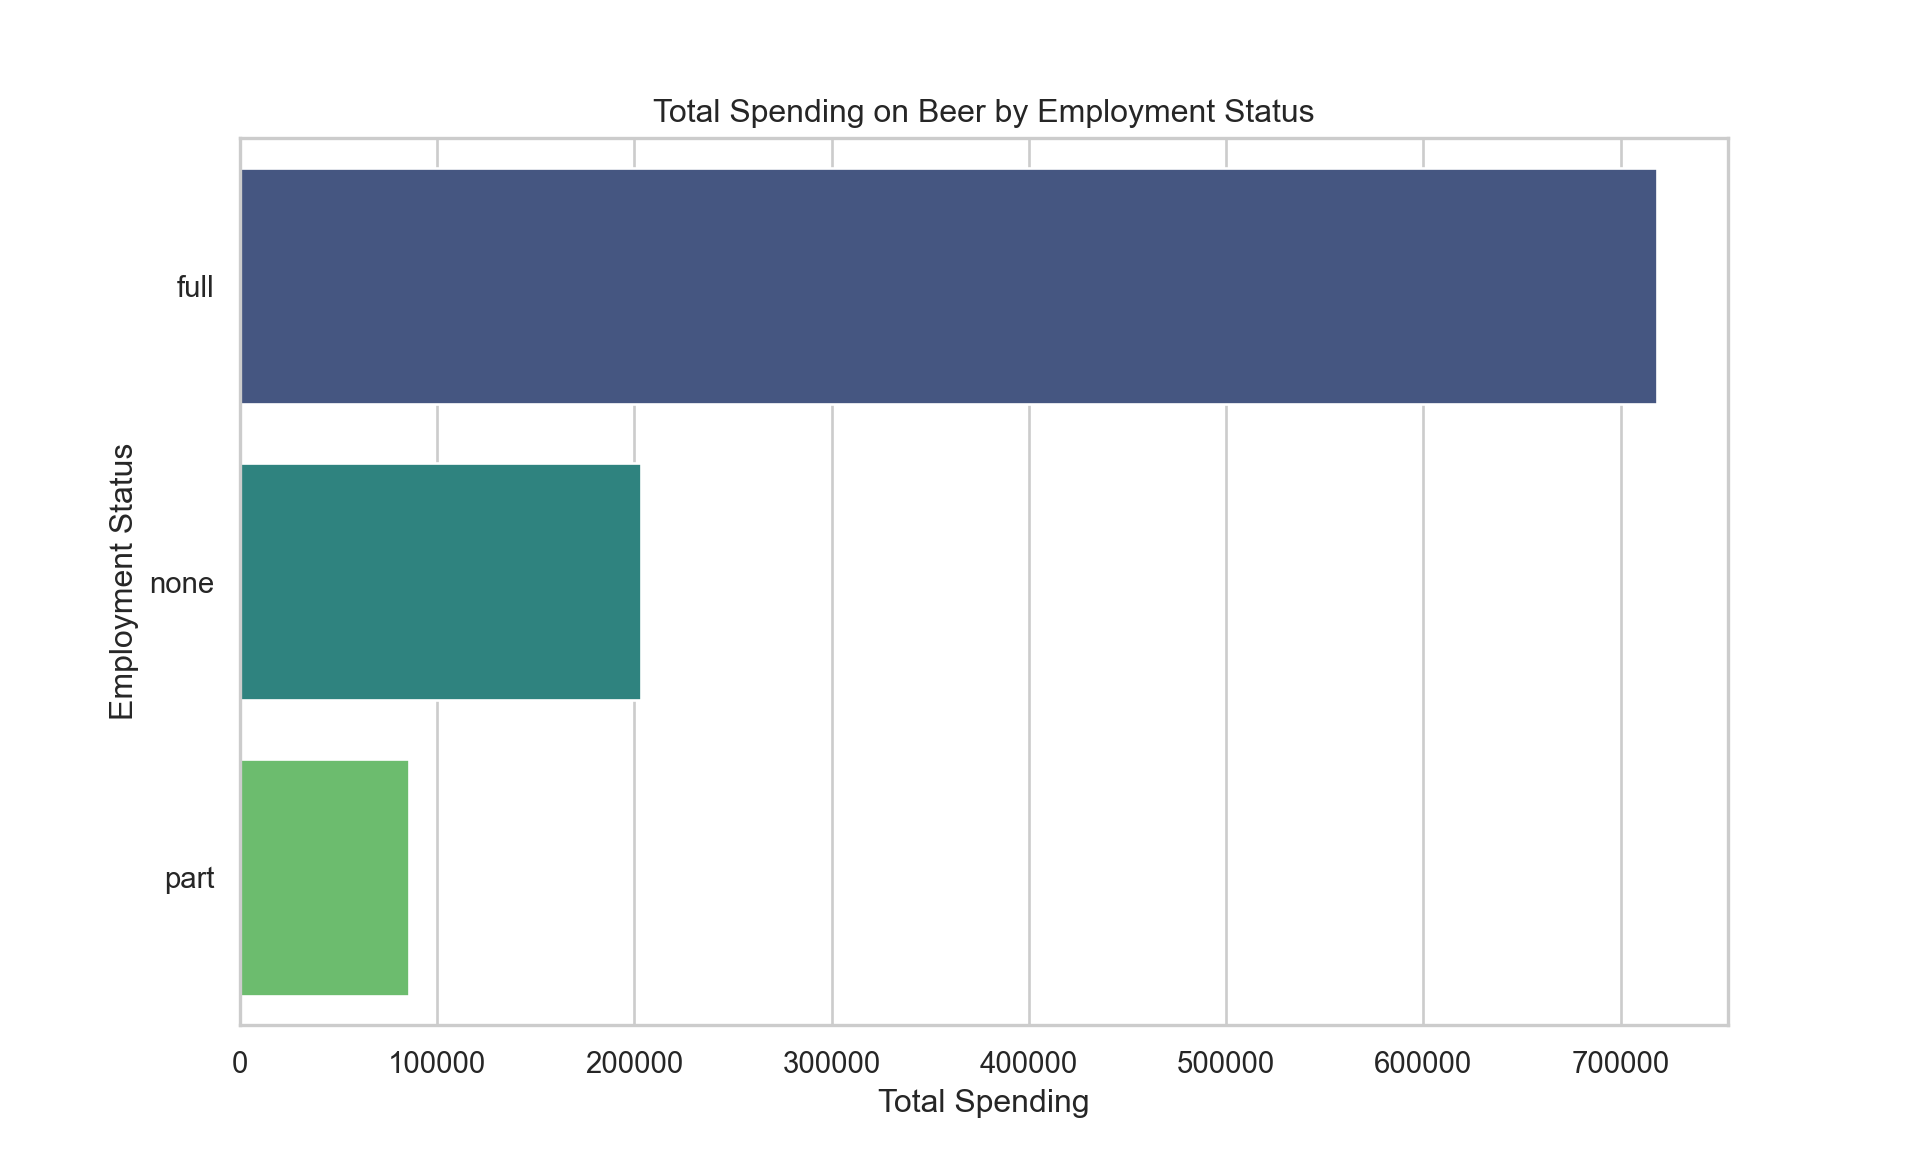 Total Spending on Beer by Employment Status
Employment Status
full
none
part
0 100000 200000 300000 400000 500000 600000 700000
Total Spending